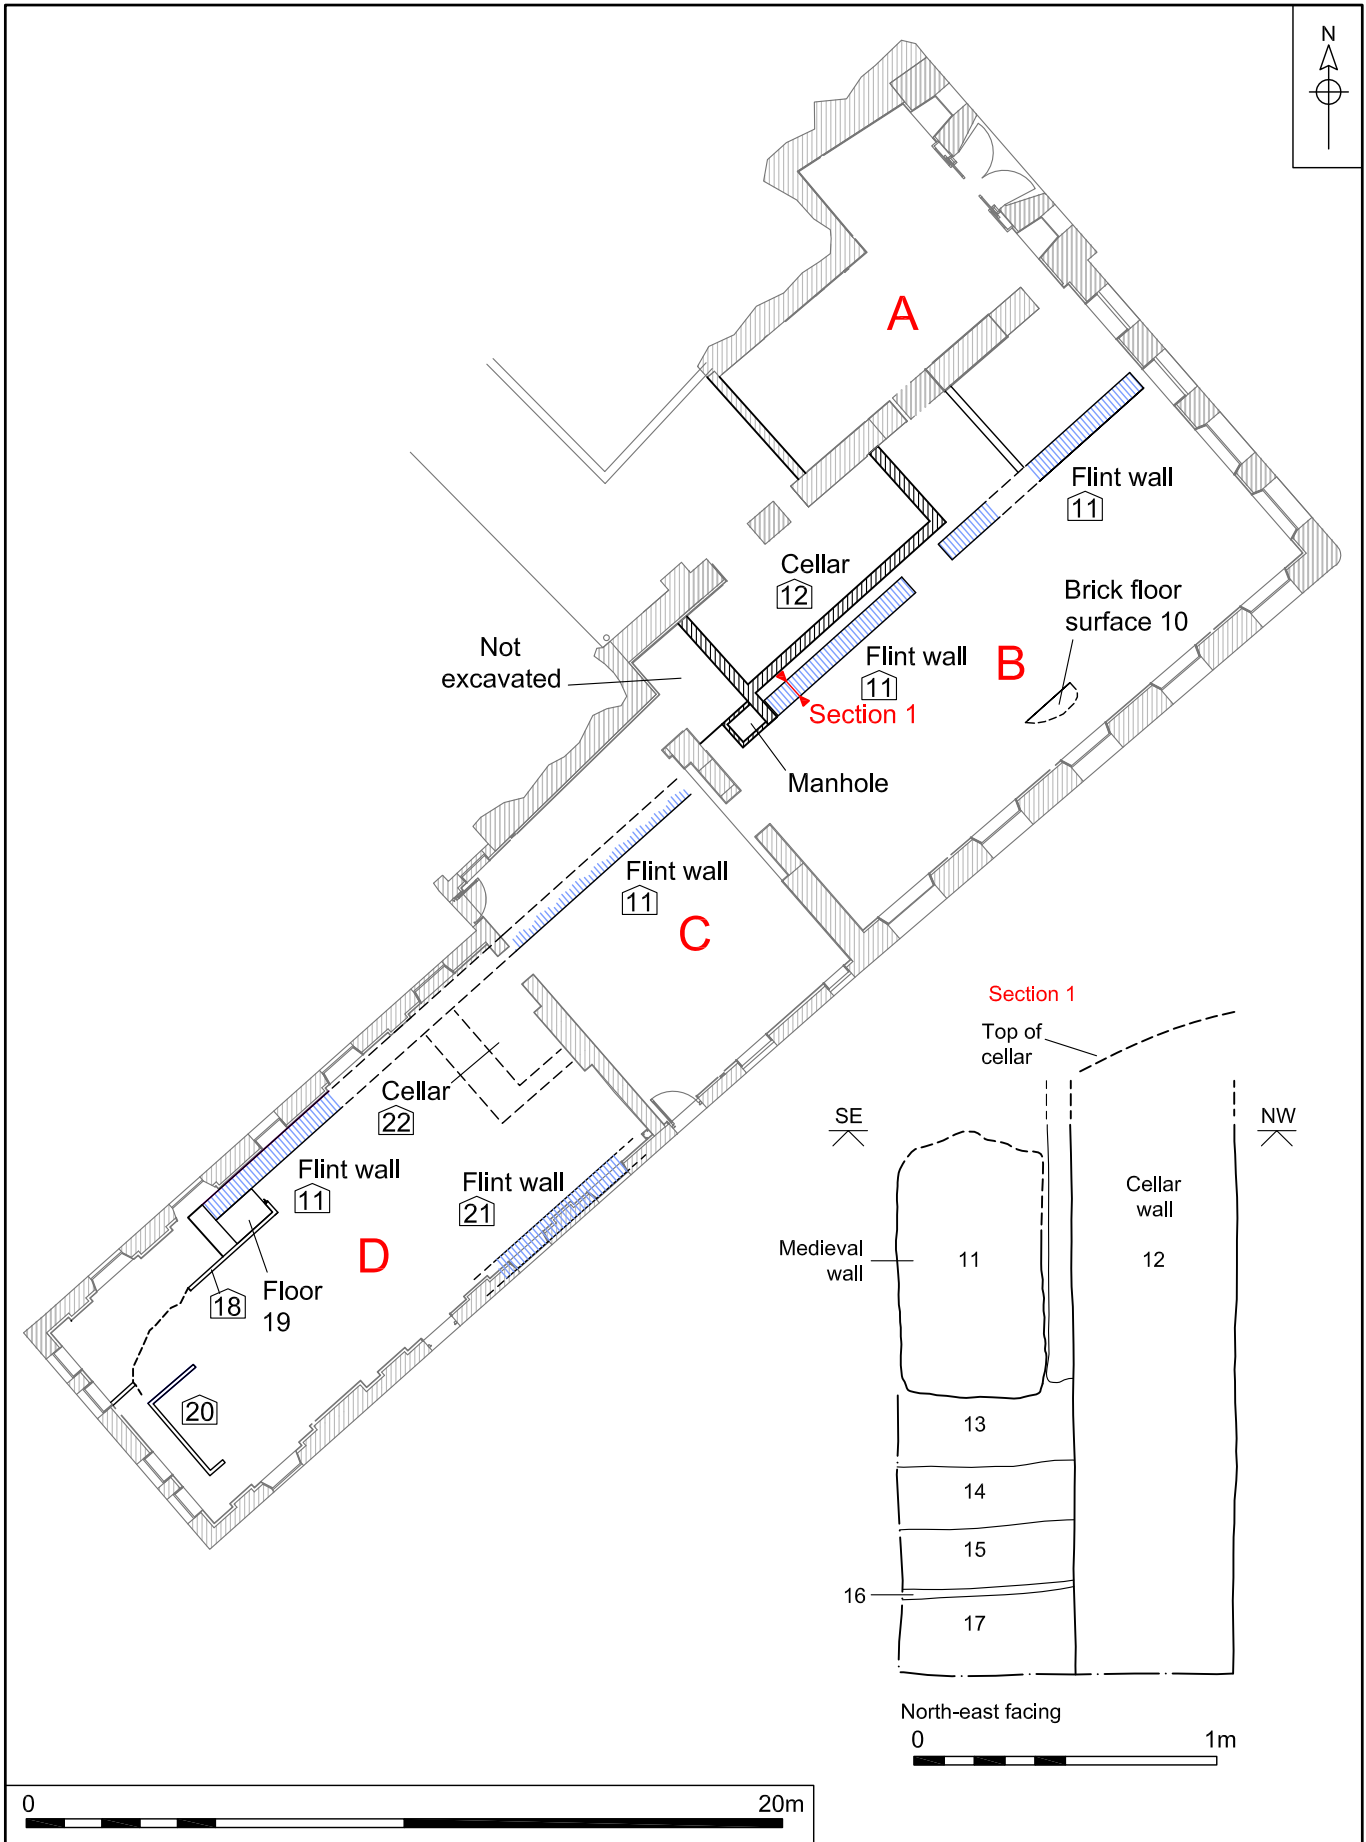 N
A
Flint wall
11
Cellar
12
Brick floor
surface 10
Not
excavated
Flint wall
11
B
Section 1
Manhole
Flint wall
11
C
Section 1
Top of
cellar
Cellar
22
SE
NW
Flint wall
11
Flint wall
21
Cellar
wall
Medieval
wall
11
12
D
Floor
19
18
20
13
14
15
16
17
North-east facing
0
1m
0
20m